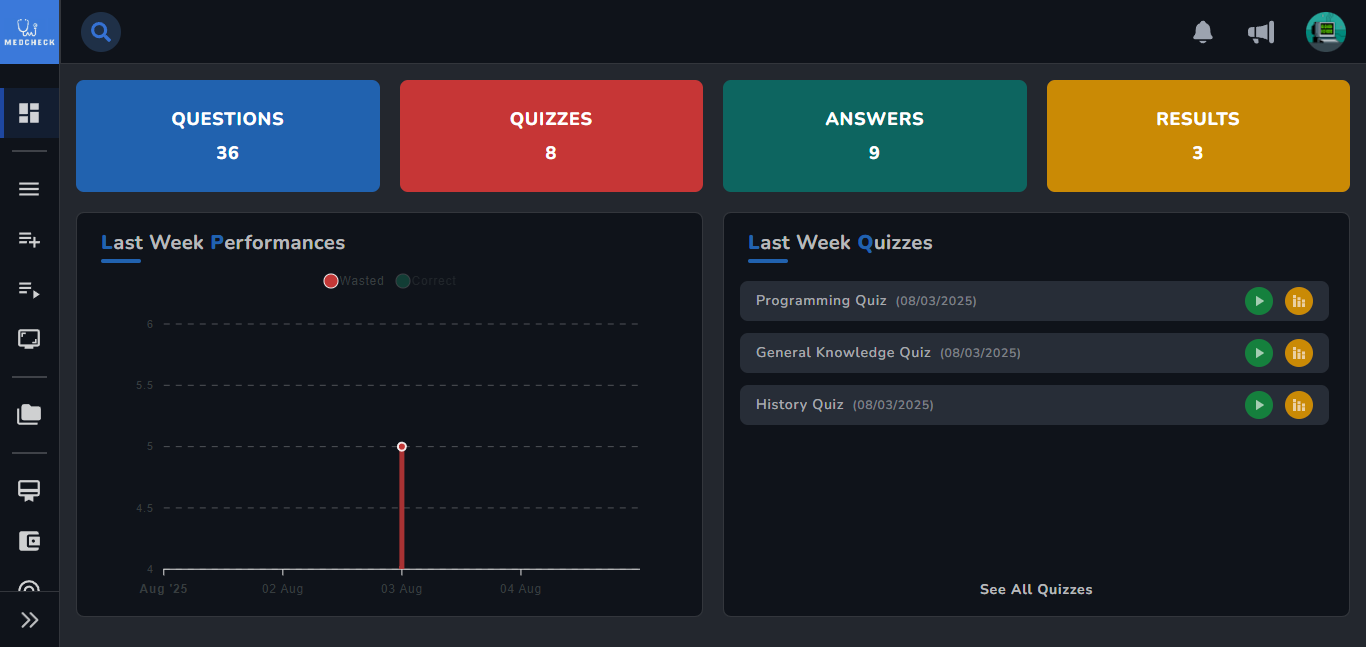 MEDCHECK
QUESTIONS
36
QUIZZES
8
ANSWERS
9
RESULTS
3
Last Week Performances
Wasted Correct
6
5.5
5
4.5
4
Aug '25 02 Aug 03 Aug 04 Aug
Last Week Quizzes
Programming Quiz (08/03/2025)
General Knowledge Quiz (08/03/2025)
History Quiz (08/03/2025)
See All Quizzes